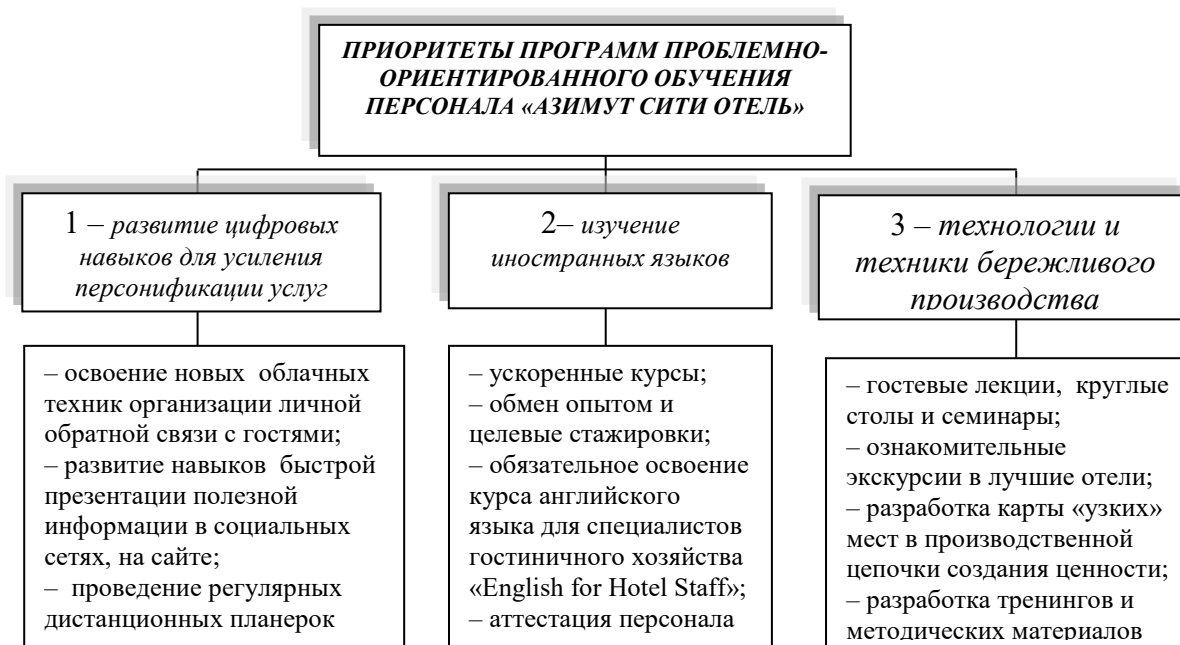 ПРИОРИТЕТЫ ПРОГРАММ ПРОБЛЕМНО-
ОРИЕНТИРОВАННОГО ОБУЧЕНИЯ
ПЕРСОНАЛА «АЗИМУТ СИТИ ОТЕЛЬ»
1 – развитие цифровых
навыков для усиления
персонификации услуг
2– изучение
иностранных языков
3 – технологии и
техники бережливого
производства
– освоение новых облачных
техник организации личной
обратной связи с гостями;
– развитие навыков быстрой
презентации полезной
информации в социальных
сетях, на сайте;
– проведение регулярных
дистанционных планерок
– ускоренные курсы;
– обмен опытом и
целевые стажировки;
– обязательное освоение
курса английского
языка для специалистов
гостиничного хозяйства
«English for Hotel Staff»;
– аттестация персонала
– гостевые лекции, круглые
столы и семинары;
– ознакомительные
экскурсии в лучшие отели;
– разработка карты «узких»
мест в производственной
цепочки создания ценности;
– разработка тренингов и
методических материалов